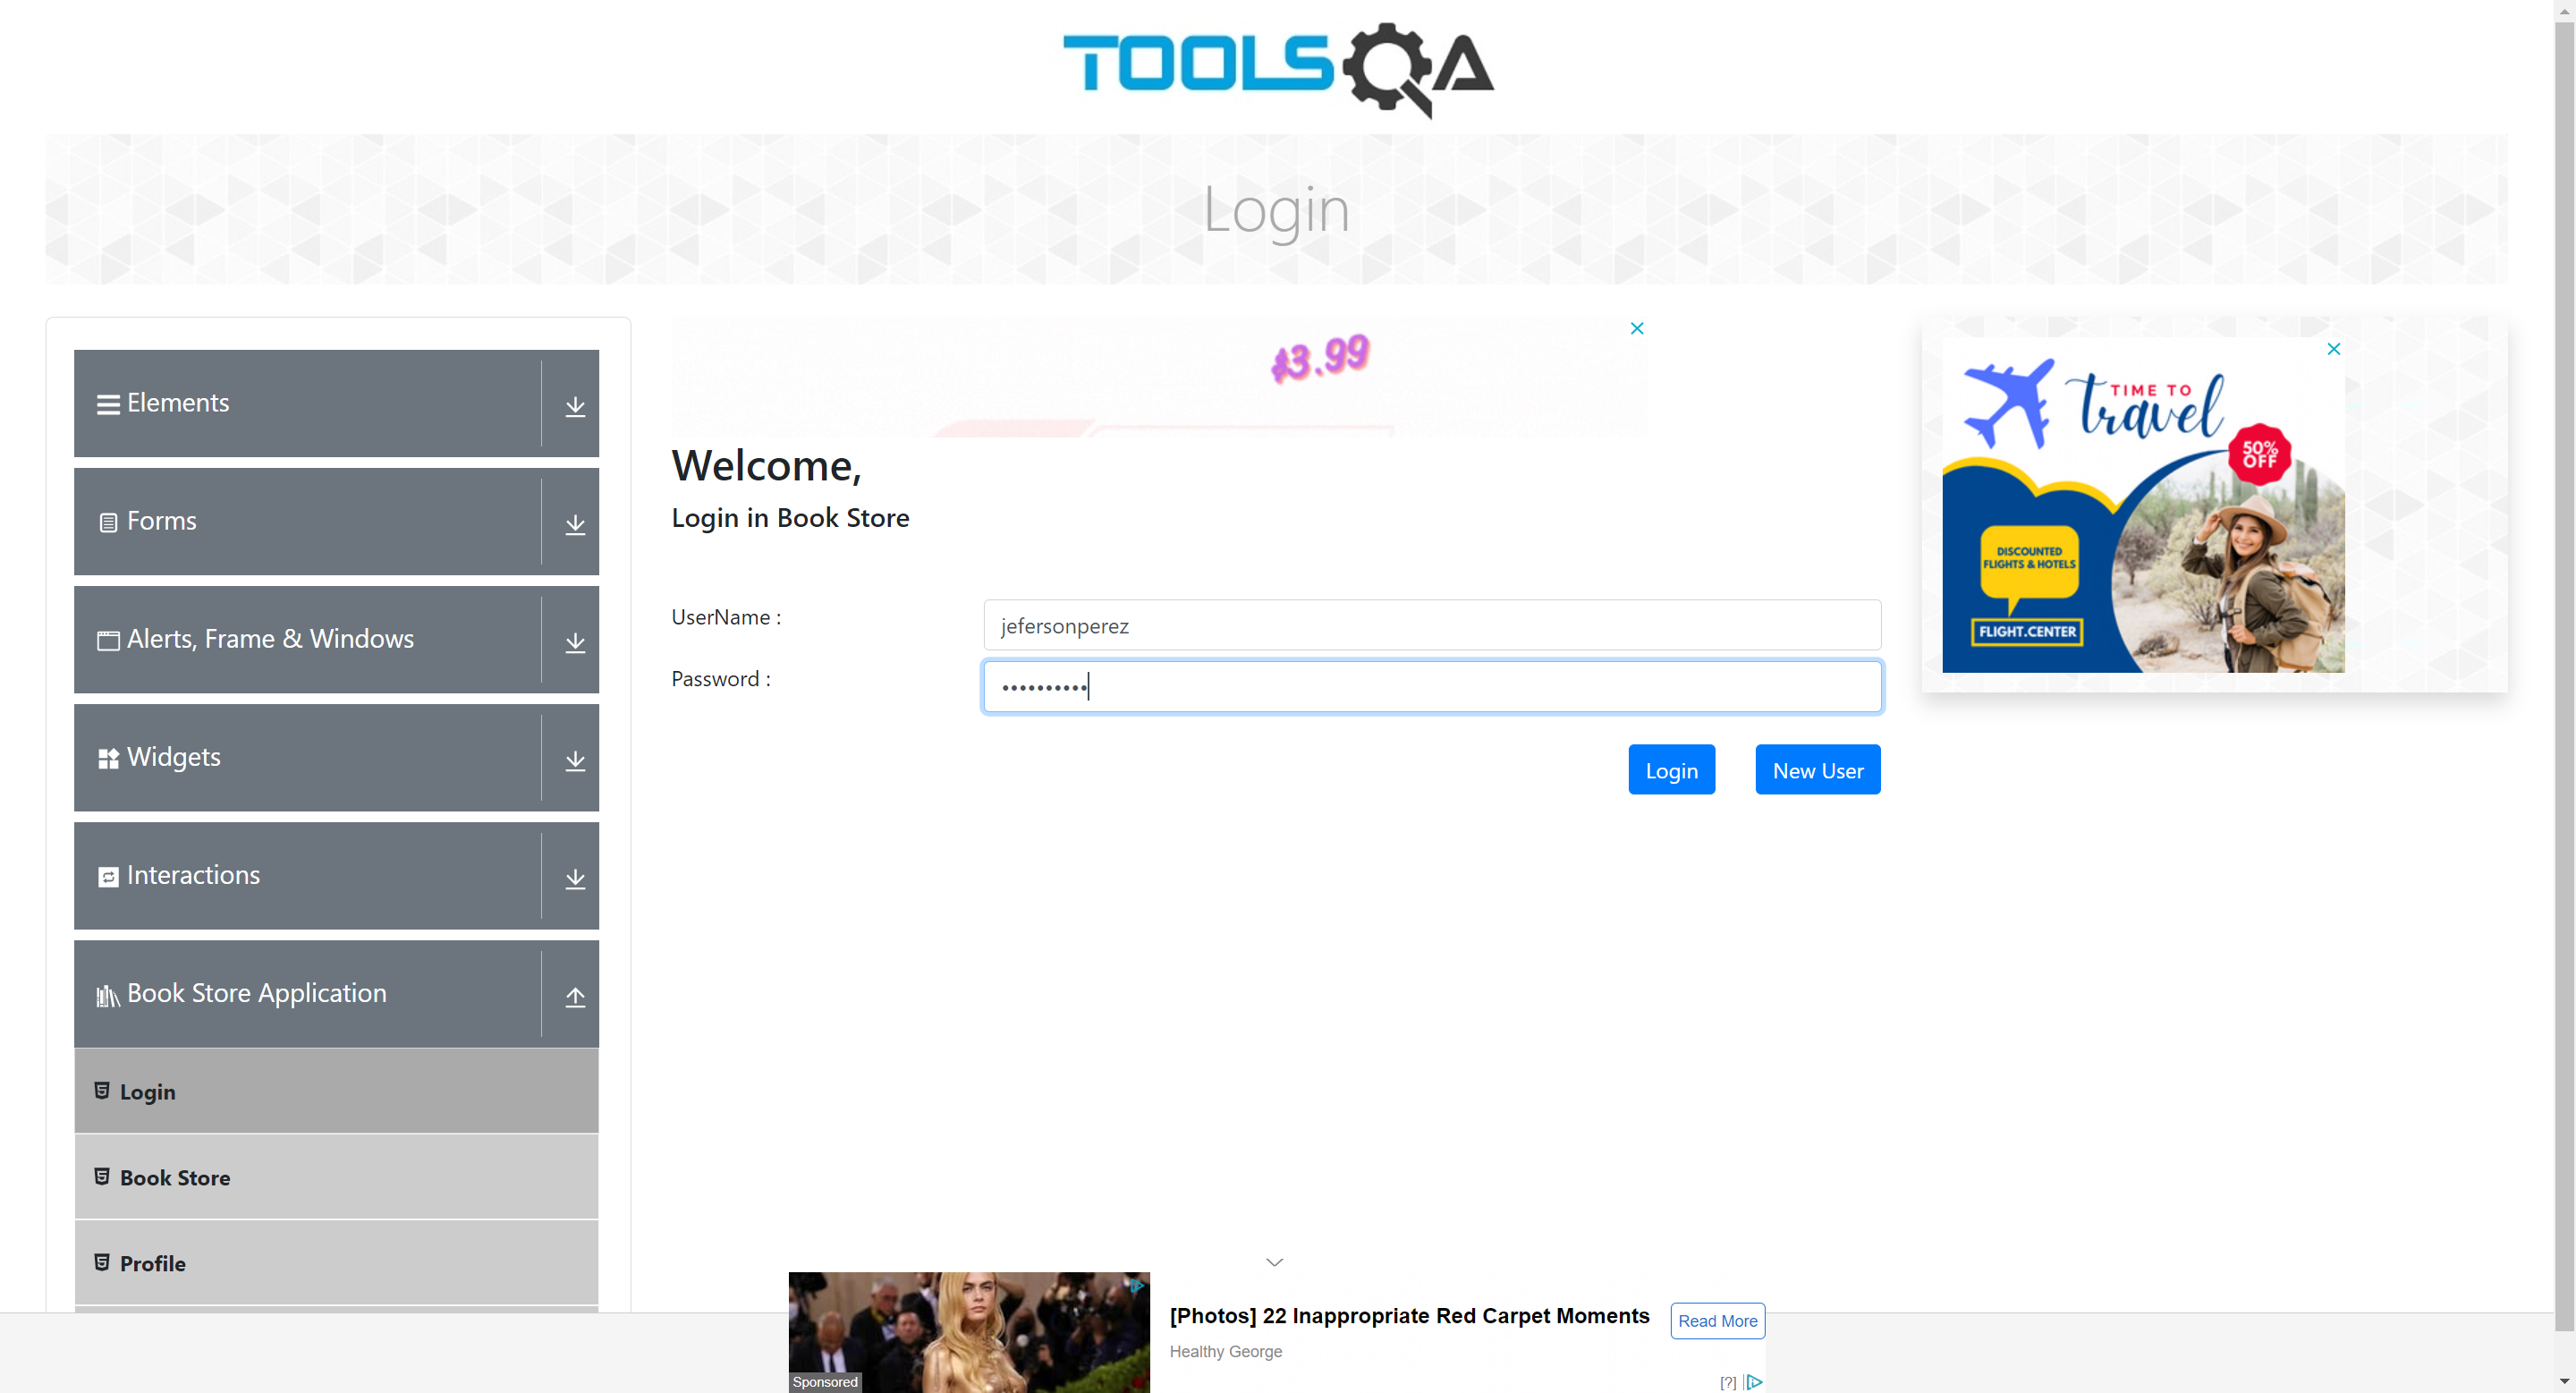 TOOLSQA
Login
Elements
Forms
Alerts, Frame & Windows
Widgets
Interactions
Book Store Application
Login
Book Store
Profile
$3.99
Welcome,
Login in Book Store
UserName :
jefersonperez
Password :
••••••••••
Login
New User
TIME TO
travel
50%
OFF
DISCOUNTED
FLIGHTS & HOTELS
FLIGHT.CENTER
Sponsored
[Photos] 22 Inappropriate Red Carpet Moments
Healthy George
Read More
[?]